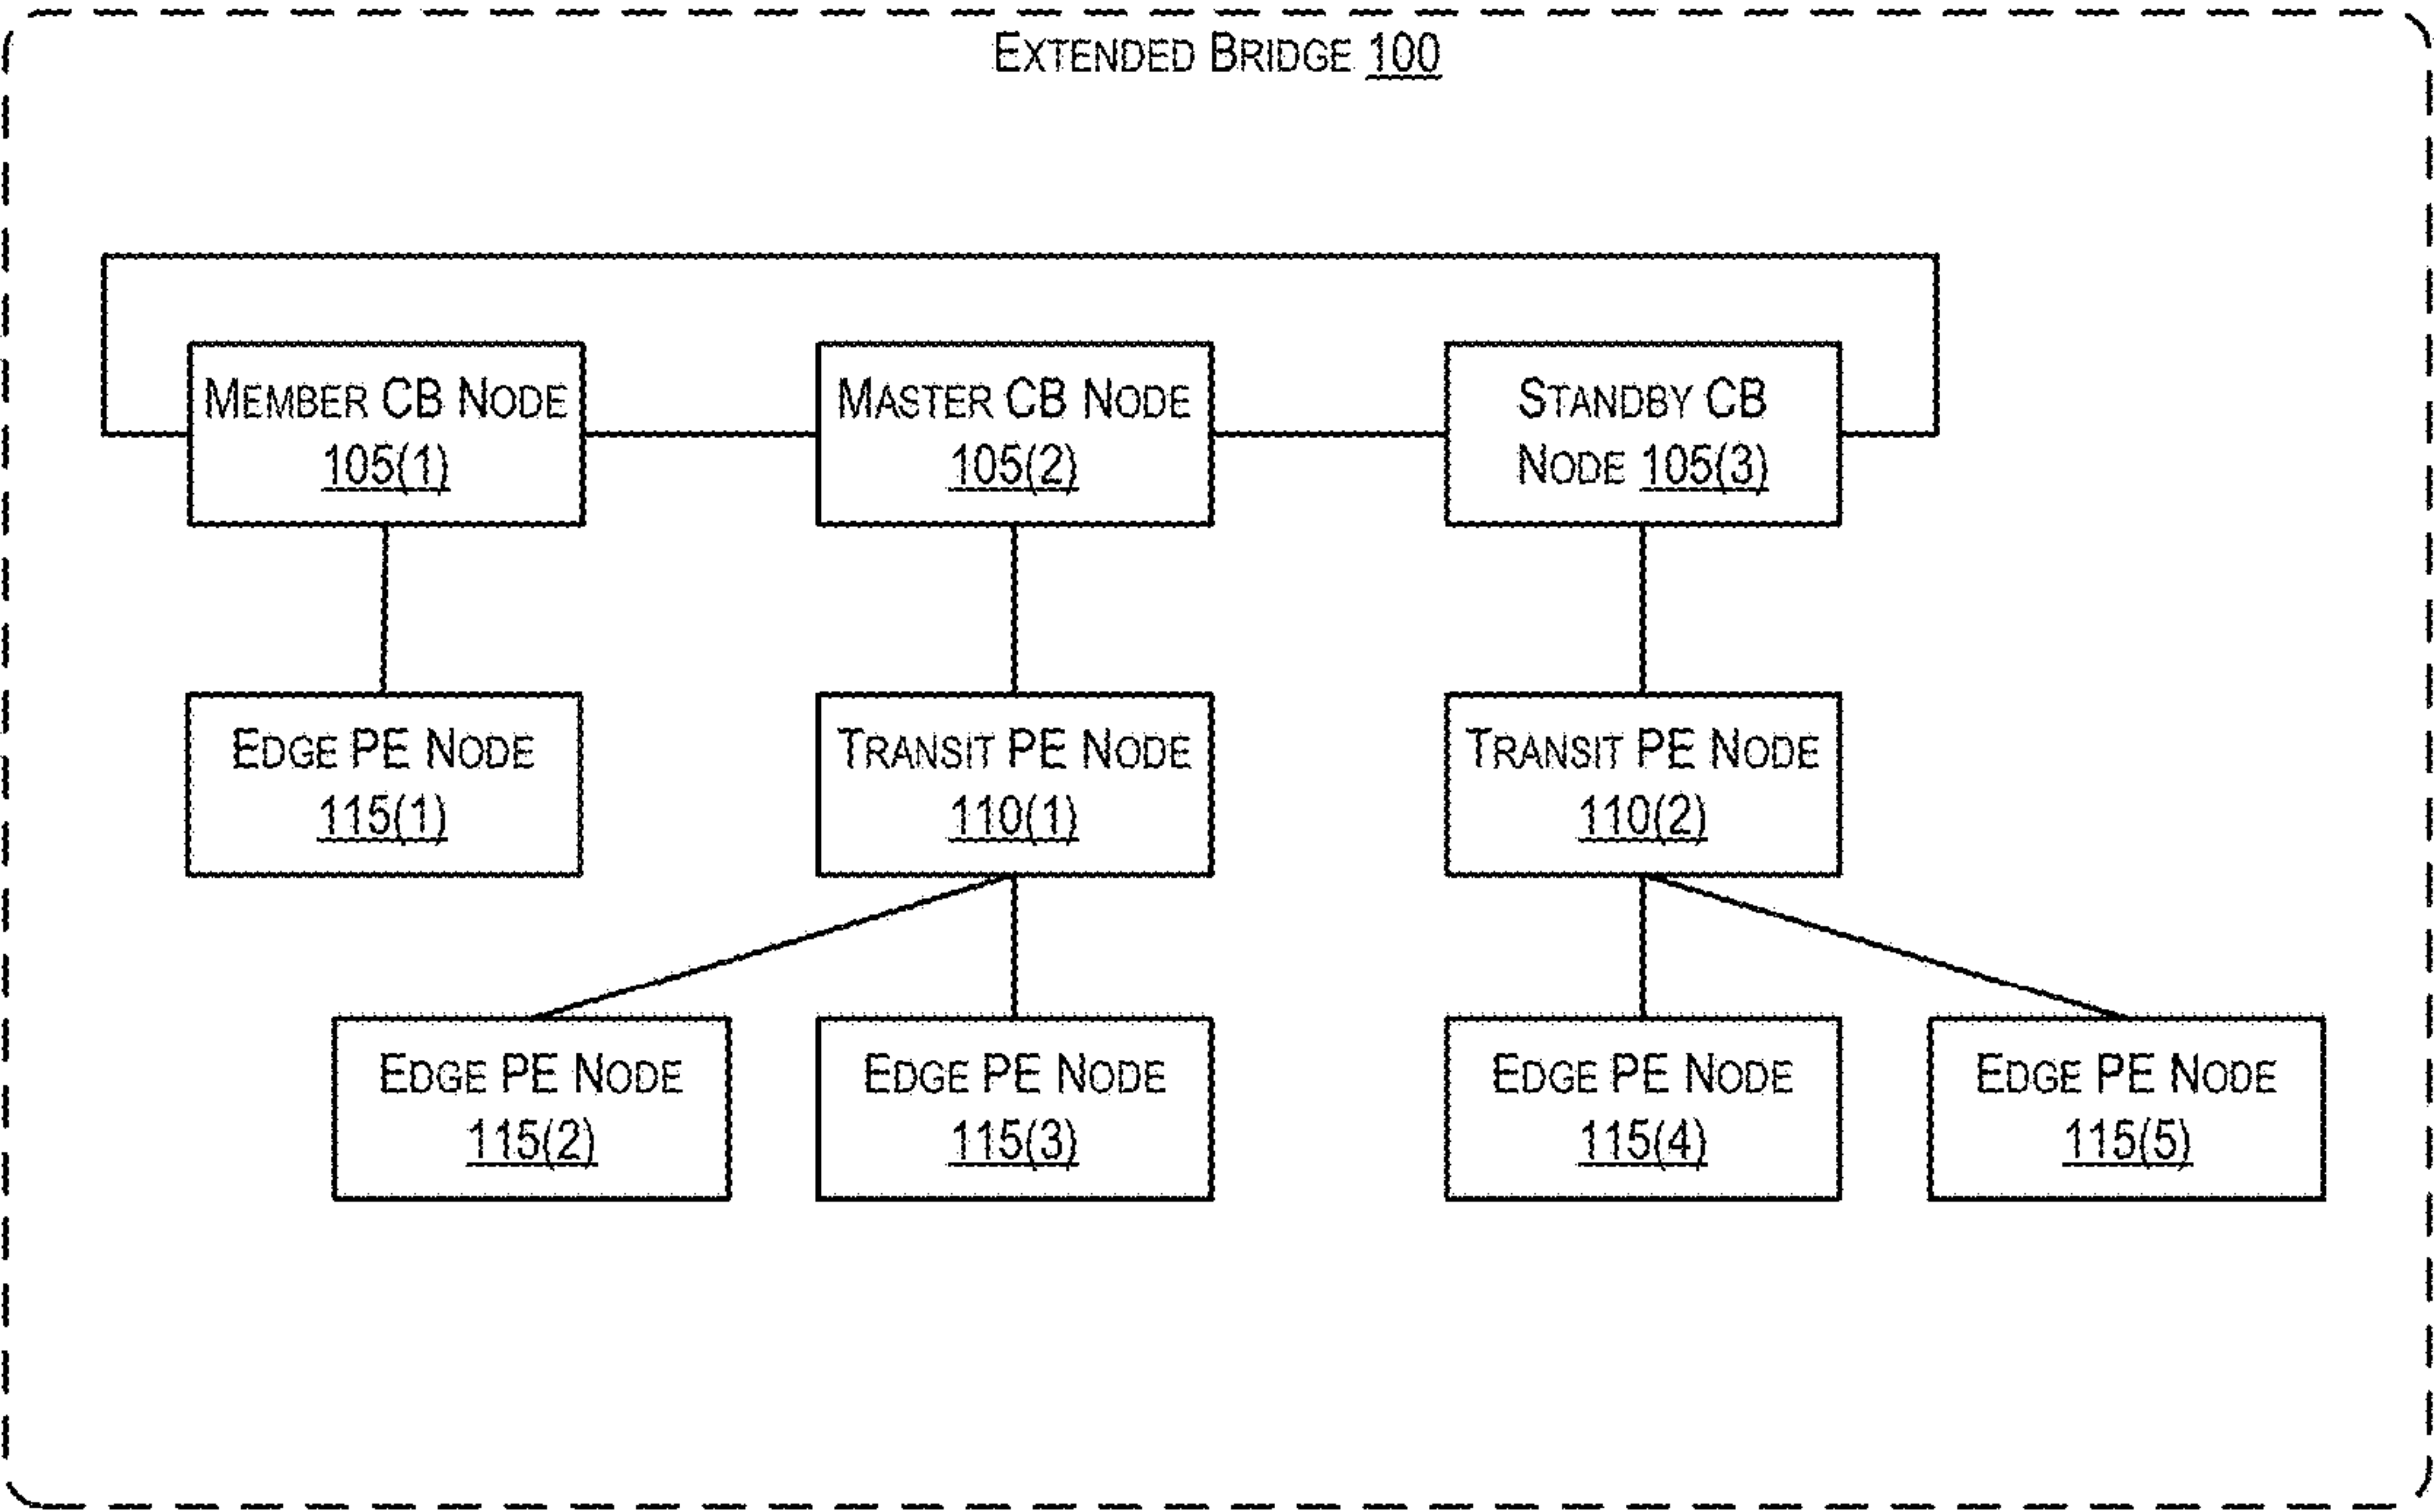 EXTENDED BRIDGE 100
MEMBER CB NODE
105(1)
MASTER CB NODE
105(2)
STANDBY CB
NODE 105(3)
EDGE PE NODE
115(1)
TRANSIT PE NODE
110(1)
TRANSIT PE NODE
110(2)
EDGE PE NODE
115(2)
EDGE PE NODE
115(3)
EDGE PE NODE
115(4)
EDGE PE NODE
115(5)